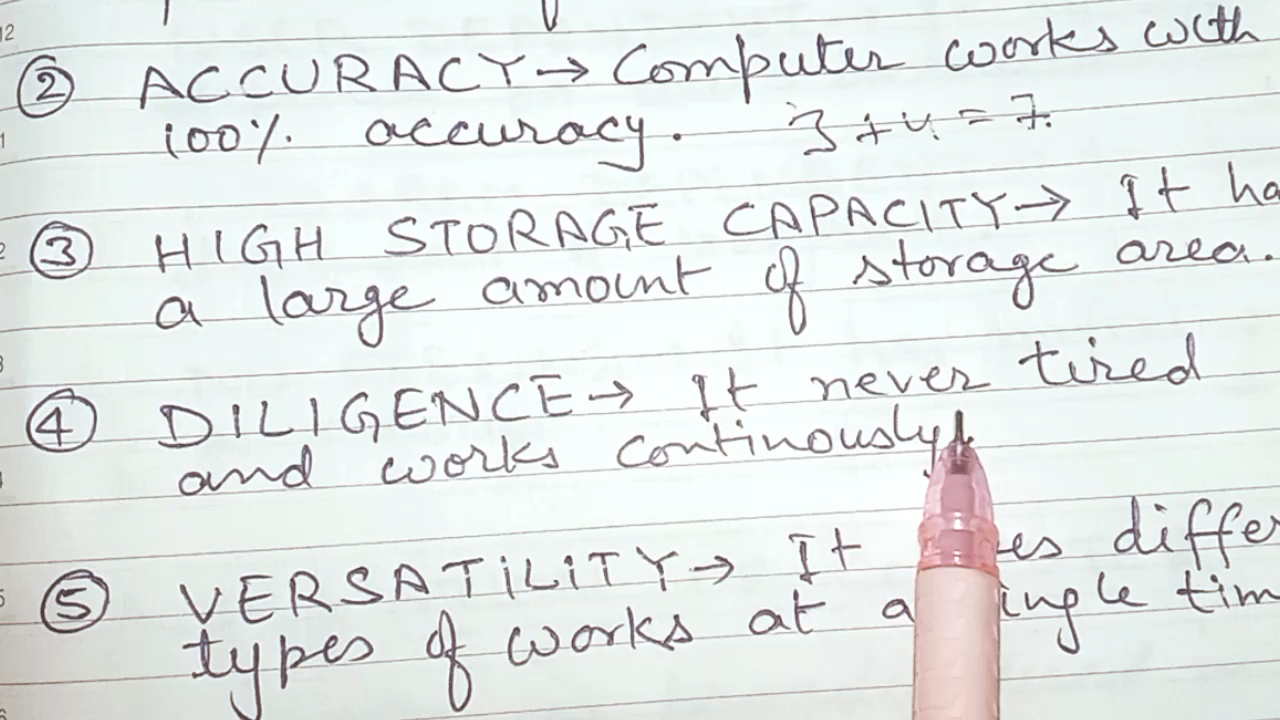 ② ACCURACY → Computer works with
100% accuracy. 3 + 4 = 7.
③ HIGH STORAGE CAPACITY → It ha
a large amount of storage area.
④ DILIGENCE → It never tired
and works continously
⑤ VERSATILITY → It es differ
types of works at a ingle tim